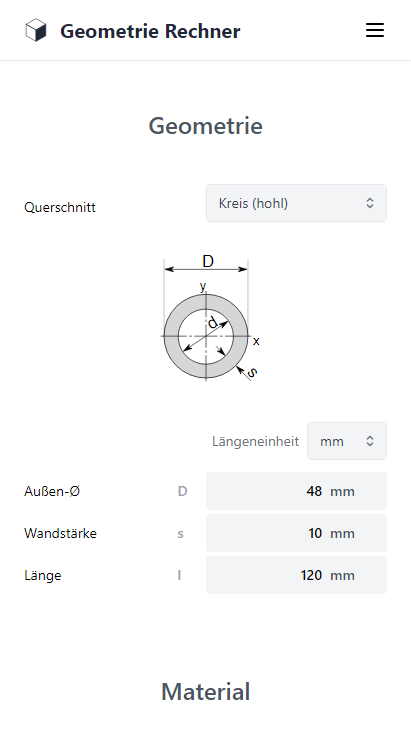 Geometrie Rechner
Geometrie
Querschnitt
Kreis (hohl)
D
y
d
x
s
Längeneinheit
mm
Außen-Ø D 48 mm
Wandstärke s 10 mm
Länge l 120 mm
Material